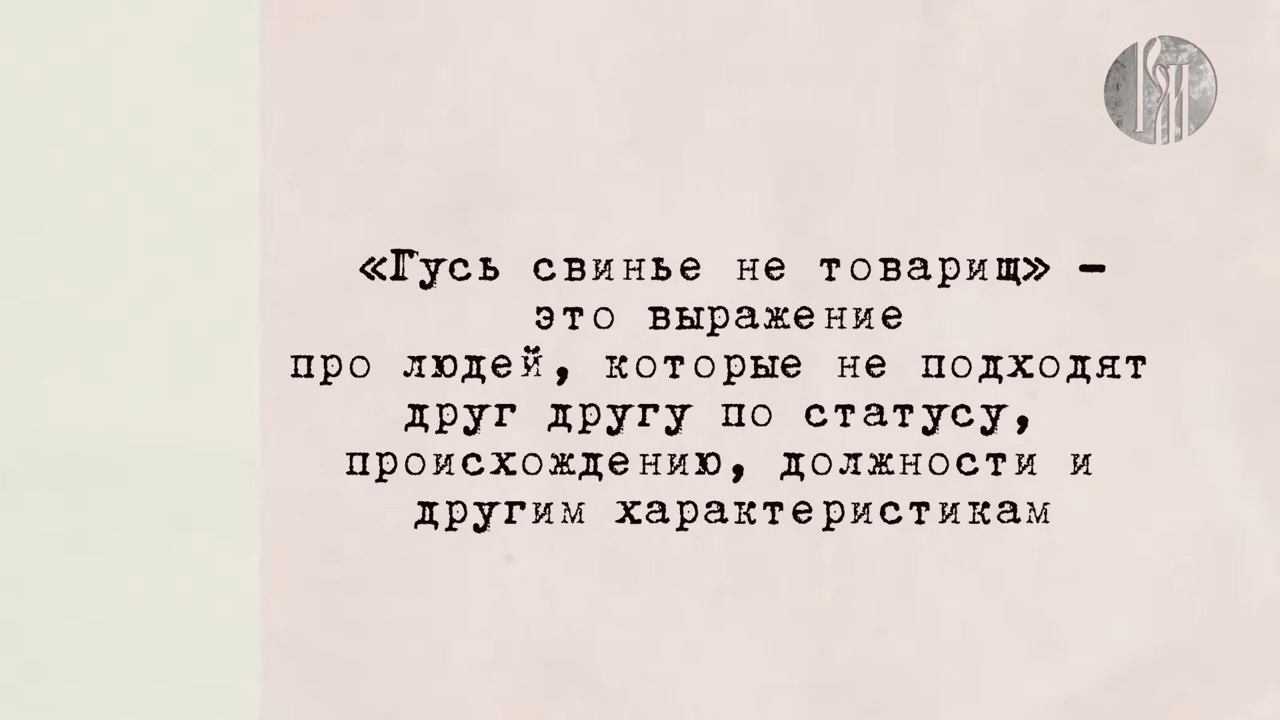 «Гусь свинье не товарищ» –
это выражение
про людей, которые не подходят
друг другу по статусу,
происхождению, должности и
другим характеристикам